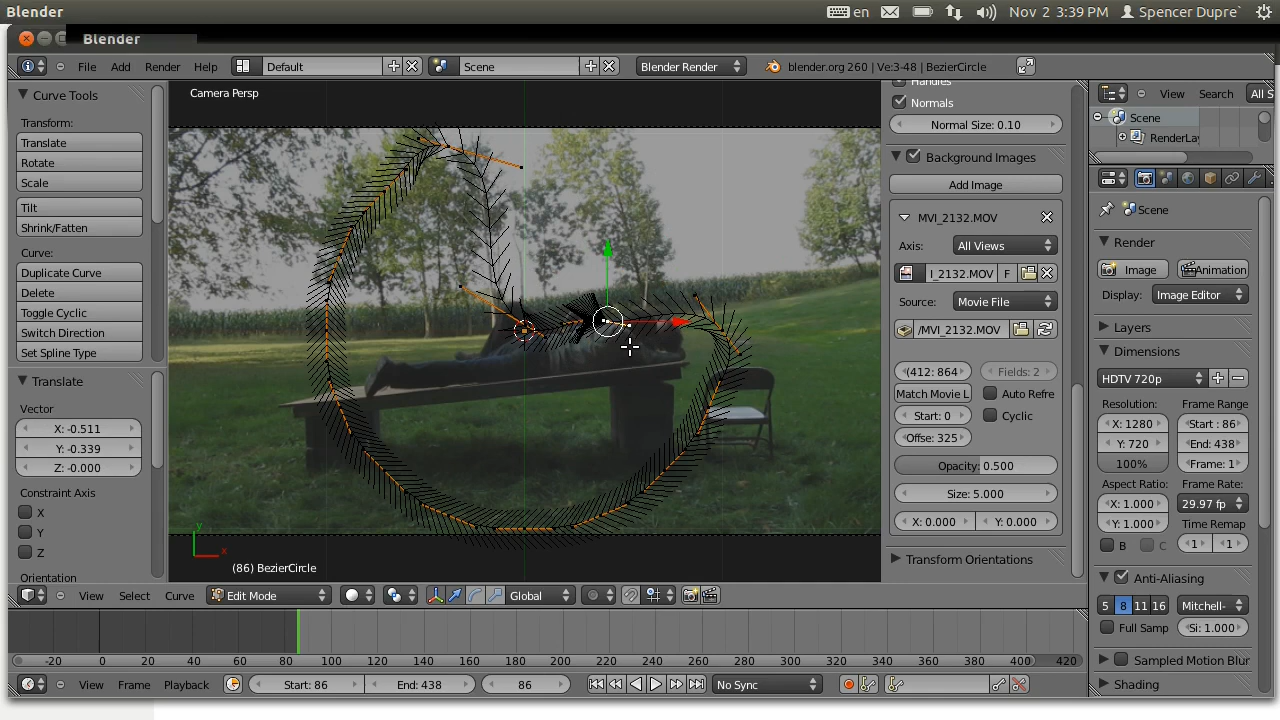 Blender en Nov 2 3:39 PM Spencer Dupre`
Blender
File Add Render Help Default Scene Blender Render blender.org 260 | Ve:3-48 | BezierCircle
Curve Tools
Transform:
Translate
Rotate
Scale
Tilt
Shrink/Fatten
Curve:
Duplicate Curve
Delete
Toggle Cyclic
Switch Direction
Set Spline Type
Translate
Vector
X: -0.511
Y: -0.339
Z: -0.000
Constraint Axis
X
Y
Z
Orientation
Camera Persp
y
x
(86) BezierCircle
Handles
Normals
Normal Size: 0.10
Background Images
Add Image
MVI_2132.MOV
Axis: All Views
I_2132.MOV F
Source: Movie File
/MVI_2132.MOV
(412: 864 Fields: 2
Match Movie L Auto Refre
Start: 0 Cyclic
Offse: 325
Opacity: 0.500
Size: 5.000
X: 0.000 Y: 0.000
Transform Orientations
View Search All S
Scene
RenderLay
Scene
Render
Image Animation
Display: Image Editor
Layers
Dimensions
HDTV 720p
Resolution: Frame Range
X: 1280 Start : 86
Y: 720 End: 438
100% Frame: 1
Aspect Ratio: Frame Rate:
X: 1.000 29.97 fp
Y: 1.000 Time Remap
B C 1 1
Anti-Aliasing
5 8 11 16 Mitchell-
Full Samp Si: 1.000
Sampled Motion Blur
Shading
View Select Curve Edit Mode Global
-20 0 20 40 60 80 100 120 140 160 180 200 220 240 260 280 300 320 340 360 380 400 420
View Frame Playback Start: 86 End: 438 86 No Sync